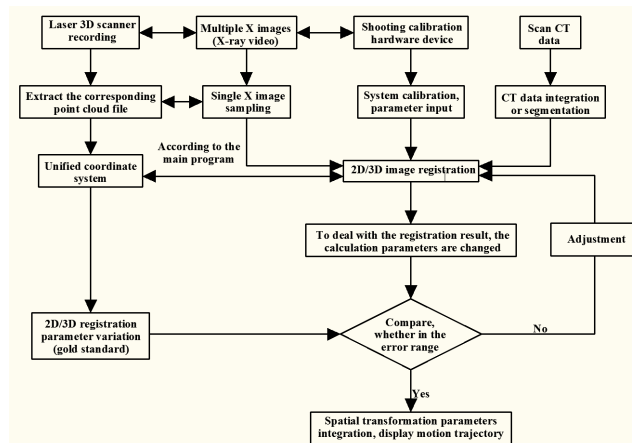 Laser 3D scanner
recording
Multiple X images
(X-ray video)
Shooting calibration
hardware device
Scan CT
data
Extract the corresponding
point cloud file
Single X image
sampling
System calibration,
parameter input
CT data integration
or segmentation
According to the
main program
Unified coordinate
system
2D/3D image registration
To deal with the registration result, the
calculation parameters are changed
Adjustment
2D/3D registration
parameter variation
(gold standard)
Compare,
whether in the
error range
No
Yes
Spatial transformation parameters
integration, display motion trajectory